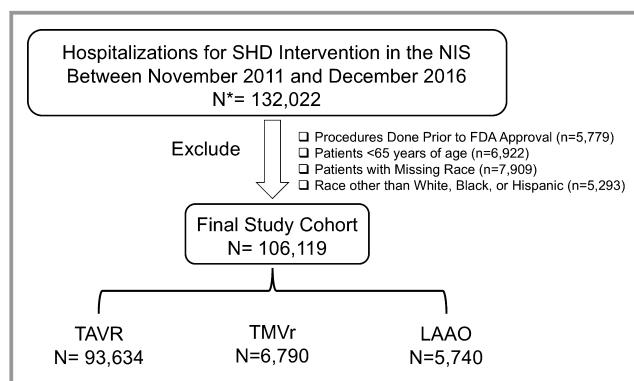 Hospitalizations for SHD Intervention in the NIS
Between November 2011 and December 2016
N*= 132,022
Exclude
❑ Procedures Done Prior to FDA Approval (n=5,779)
❑ Patients <65 years of age (n=6,922)
❑ Patients with Missing Race (n=7,909)
❑ Race other than White, Black, or Hispanic (n=5,293)
Final Study Cohort
N= 106,119
TAVR
N= 93,634
TMVr
N=6,790
LAAO
N=5,740